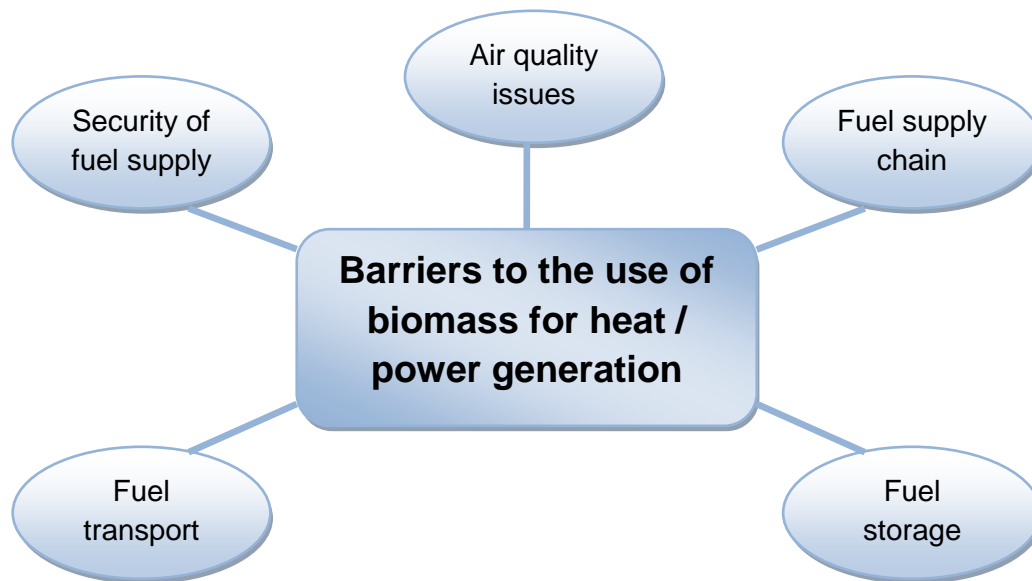 Air quality
issues
Security of
fuel supply
Fuel supply
chain
Barriers to the use of
biomass for heat /
power generation
Fuel
transport
Fuel
storage